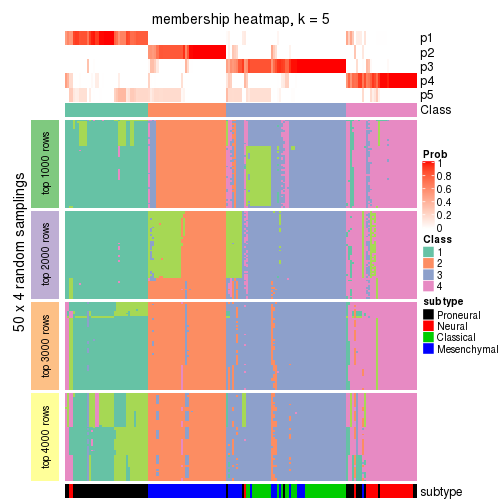 membership heatmap, k = 5
p1
p2
p3
p4
p5
Class
50 x 4 random samplings
top 1000 rows
top 2000 rows
top 3000 rows
top 4000 rows
Prob
1
0.8
0.6
0.4
0.2
0
Class
1
2
3
4
subtype
Proneural
Neural
Classical
Mesenchymal
subtype